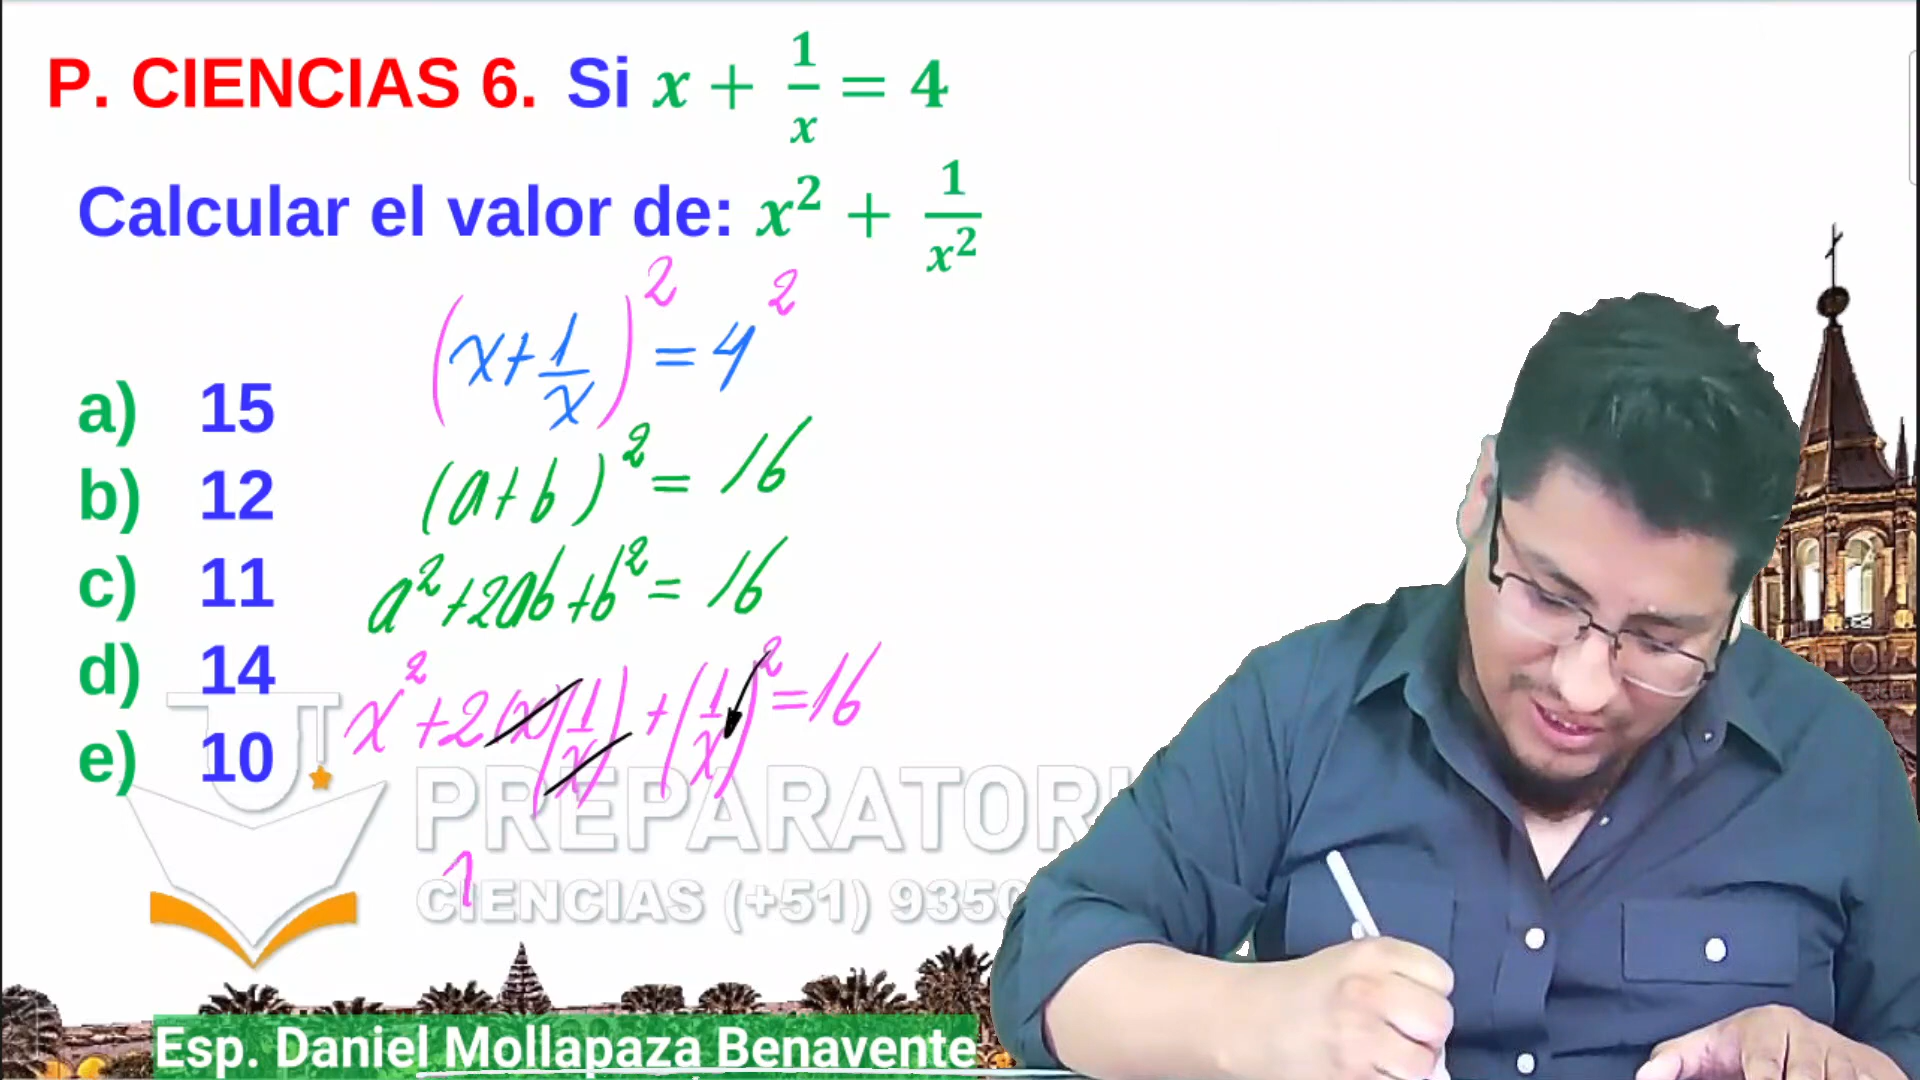 P. CIENCIAS 6. Si x + 1/x = 4
Calcular el valor de: x² + 1/x²
(x+1/x)² = 4²
a) 15
(a+b)² = 16
b) 12
a²+2ab+b² = 16
c) 11
d) 14
x²+2(x)(1/x)+(1/x)²=16
e) 10
PREPARATORI
CIENCIAS (+51) 9350
Esp. Daniel Mollapaza Benavente